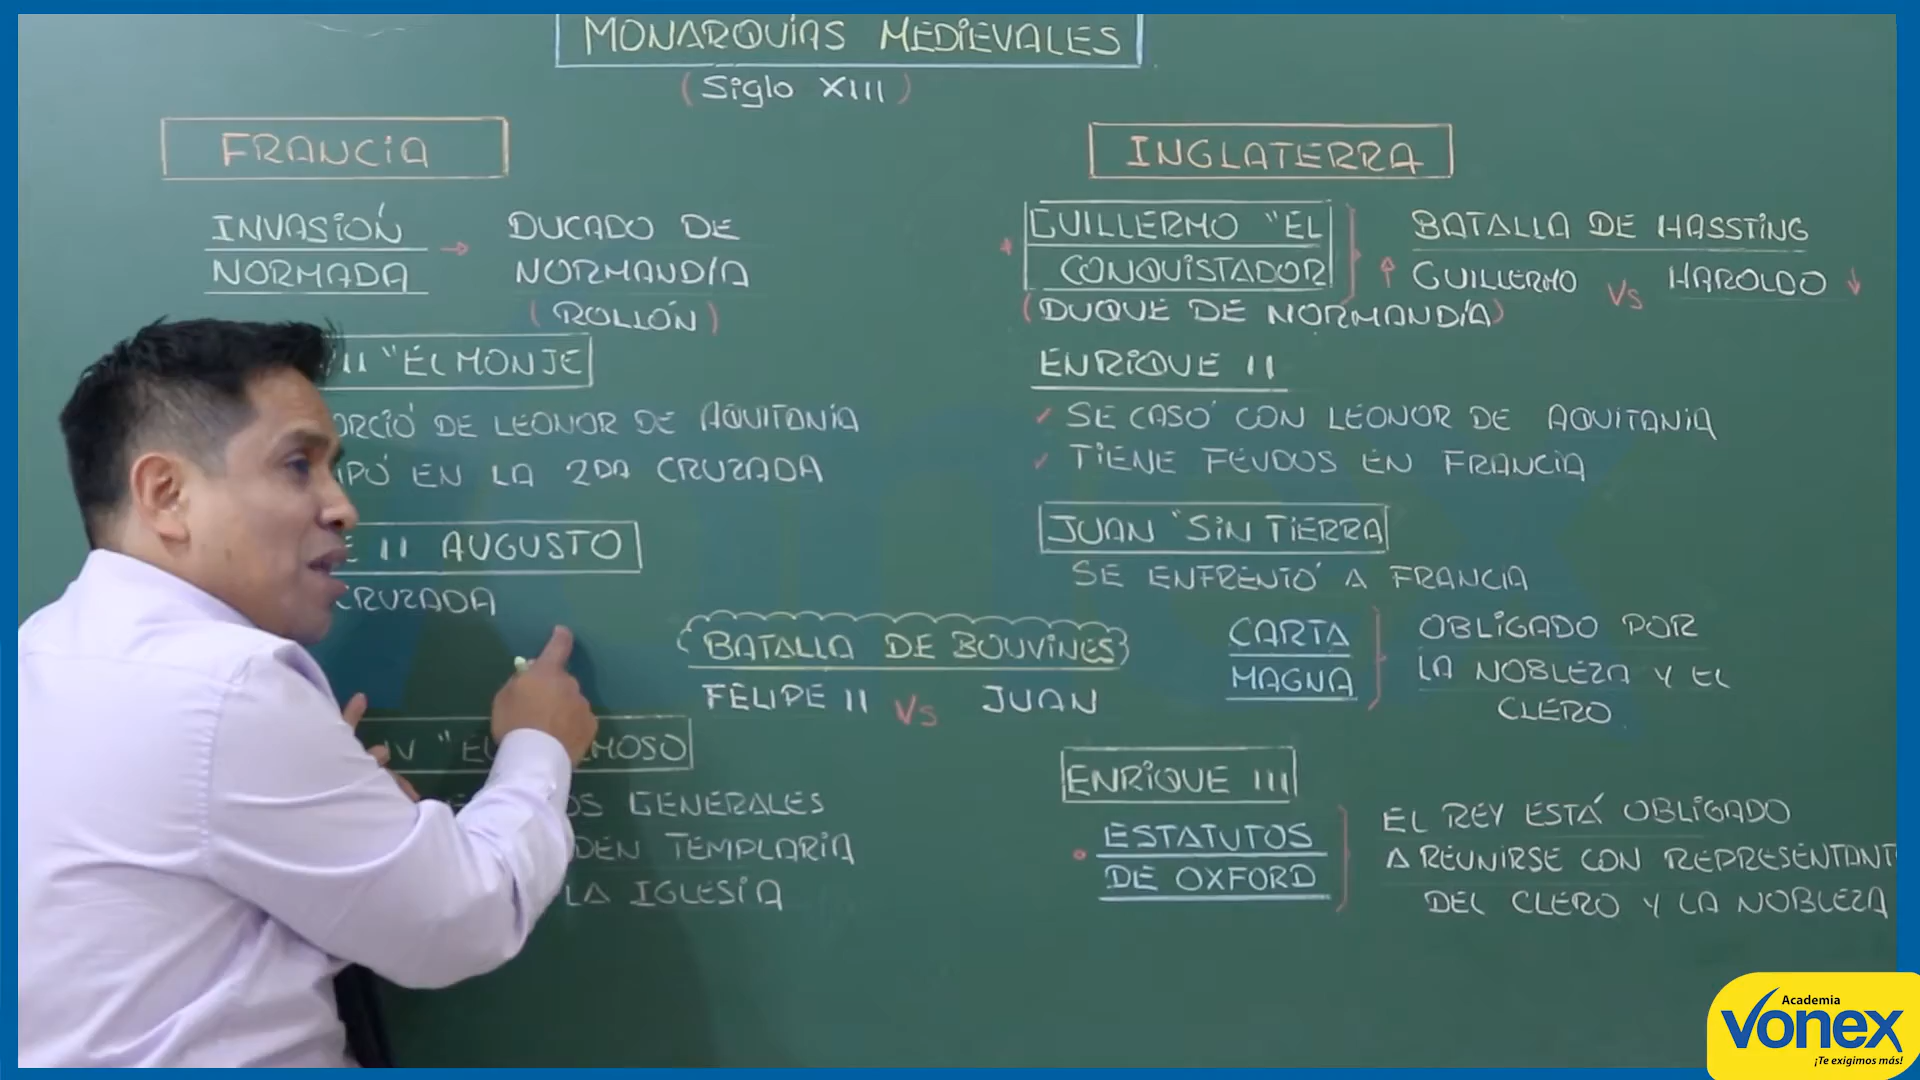 MONARQUÍAS MEDIEVALES
(Siglo XIII)
FRANCIA
INVASIÓN
NORMADA
DUCADO DE
NORMANDÍA
(ROLLÓN)
II "EL MONJE
DE LEONOR DE AQUITANIA
EN LA 2DA CRUZADA
II AUGUSTO
CRUZADA
BATALLA DE BOUVINES
FELIPE II VS JUAN
IV "EL
GENERALES
TEMPLARIA
LA IGLESIA
INGLATERRA
GUILLERMO "EL
CONQUISTADOR
(DUQUE DE NORMANDÍA)
BATALLA DE HASSTING
GUILLERMO VS HAROLDO
ENRIQUE II
SE CASÓ CON LEONOR DE AQUITANIA
TIENE FEUDOS EN FRANCIA
JUAN "SIN TIERRA
SE ENFRENTÓ A FRANCIA
CARTA
MAGNA
OBLIGADO POR
LA NOBLEZA Y EL
CLERO
ENRIQUE III
ESTATUTOS
DE OXFORD
EL REY ESTÁ OBLIGADO
A REUNIRSE CON REPRESENTANT
DEL CLERO Y LA NOBLEZA
Academia
vonex
¡Te exigimos más!